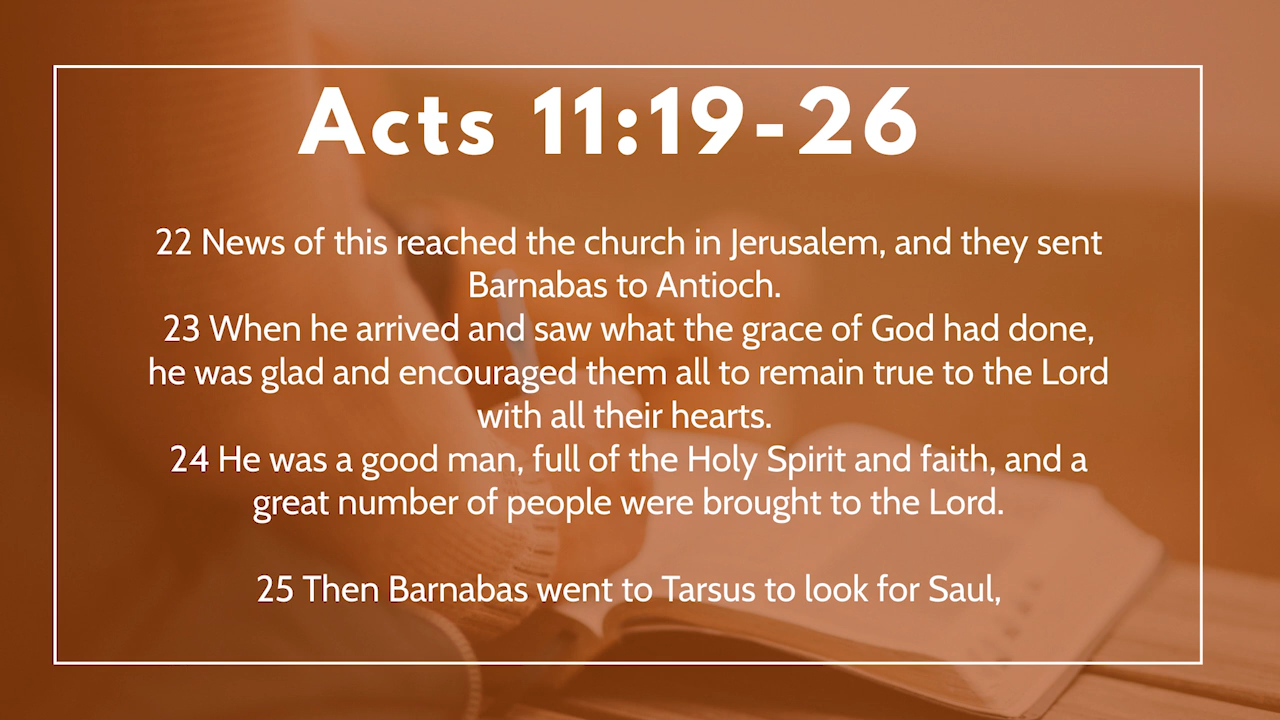 Acts 11:19-26
22 News of this reached the church in Jerusalem, and they sent
Barnabas to Antioch.
23 When he arrived and saw what the grace of God had done,
he was glad and encouraged them all to remain true to the Lord
with all their hearts.
24 He was a good man, full of the Holy Spirit and faith, and a
great number of people were brought to the Lord.
25 Then Barnabas went to Tarsus to look for Saul,